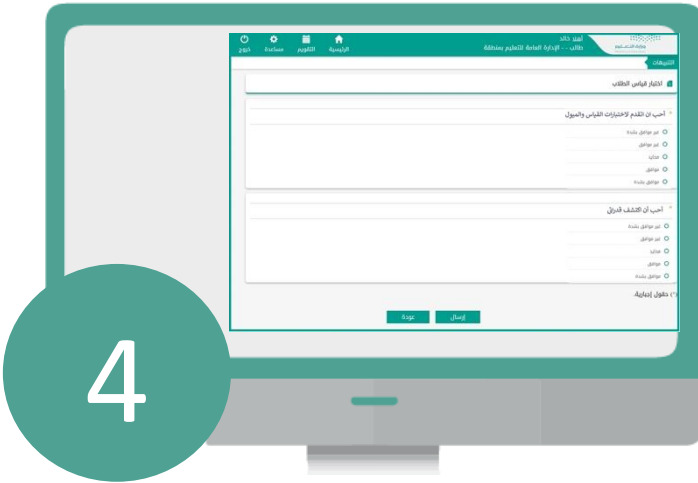 وزارة التعليم
أهلا خالد
طالب -- الإدارة العامة للتعليم بمنطقة
الرئيسية
التقويم
مساعدة
خروج
التنبيهات
اختبار قياس الطلاب
* أحب ان اتقدم لاختبارات القياس والميول
غير موافق بشدة
غير موافق
محايد
موافق
موافق بشدة
* أحب أن اكتشف قدراتي
غير موافق بشدة
غير موافق
محايد
موافق
موافق بشدة
(*) حقول إجبارية.
إرسال
عودة
4